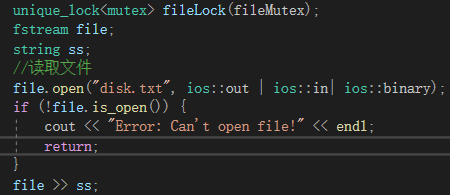 unique_lock<mutex> fileLock(fileMutex);
fstream file;
string ss;
//读取文件
file.open("disk.txt", ios::out | ios::in| ios::binary);
if (!file.is_open()) {
cout << "Error: Can't open file!" << endl;
return;
}
file >> ss;